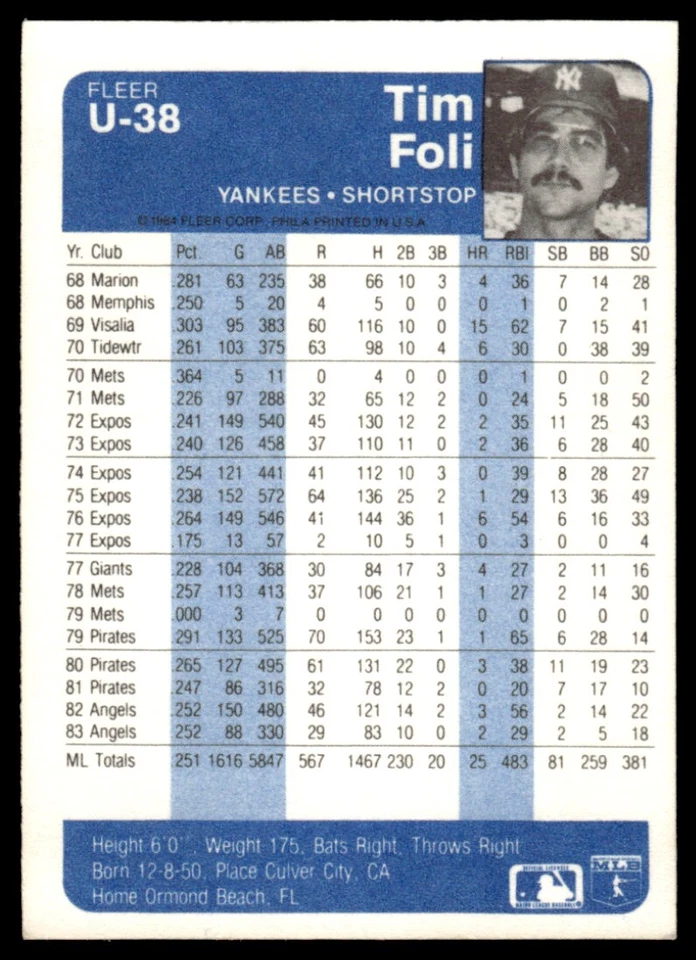 FLEER
U-38
Tim
Foli
NY
YANKEES • SHORTSTOP
© 1984 FLEER CORP. PHILA PRINTED IN U.S.A.
Yr. Club Pct. G AB R H 2B 3B HR RBI SB BB SO
68 Marion .281 63 235 38 66 10 3 4 36 7 14 28
68 Memphis .250 5 20 4 5 0 0 0 1 0 2 1
69 Visalia .303 95 383 60 116 10 0 15 62 7 15 41
70 Tidewtr .261 103 375 63 98 10 4 6 30 0 38 39
70 Mets .364 5 11 0 4 0 0 0 1 0 0 2
71 Mets .226 97 288 32 65 12 2 0 24 5 18 50
72 Expos .241 149 540 45 130 12 2 2 35 11 25 43
73 Expos .240 126 458 37 110 11 0 2 36 6 28 40
74 Expos .254 121 441 41 112 10 3 0 39 8 28 27
75 Expos .238 152 572 64 136 25 2 1 29 13 36 49
76 Expos .264 149 546 41 144 36 1 6 54 6 16 33
77 Expos .175 13 57 2 10 5 1 0 3 0 0 4
77 Giants .228 104 368 30 84 17 3 4 27 2 11 16
78 Mets .257 113 413 37 106 21 1 1 27 2 14 30
79 Mets .000 3 7 0 0 0 0 0 0 0 0 0
79 Pirates .291 133 525 70 153 23 1 1 65 6 28 14
80 Pirates .265 127 495 61 131 22 0 3 38 11 19 23
81 Pirates .247 86 316 32 78 12 2 0 20 7 17 10
82 Angels .252 150 480 46 121 14 2 3 56 2 14 22
83 Angels .252 88 330 29 83 10 0 2 29 2 5 18
ML Totals .251 1616 5847 567 1467 230 20 25 483 81 259 381
Height 6'0", Weight 175, Bats Right, Throws Right
Born 12-8-50, Place Culver City, CA
Home Ormond Beach, FL
MLB